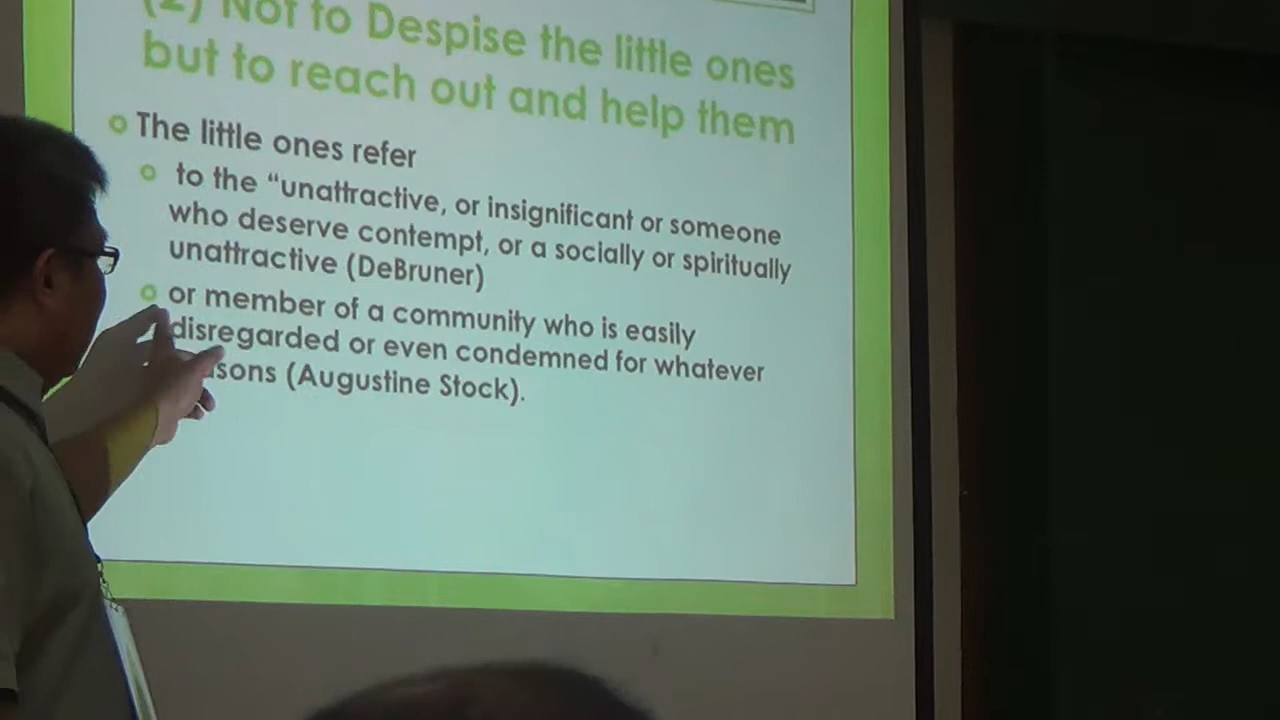 (2) Not to Despise the little ones
but to reach out and help them
The little ones refer
to the “unattractive, or insignificant or someone
who deserve contempt, or a socially or spiritually
unattractive (DeBruner)
or member of a community who is easily
disregarded or even condemned for whatever
(Augustine Stock).